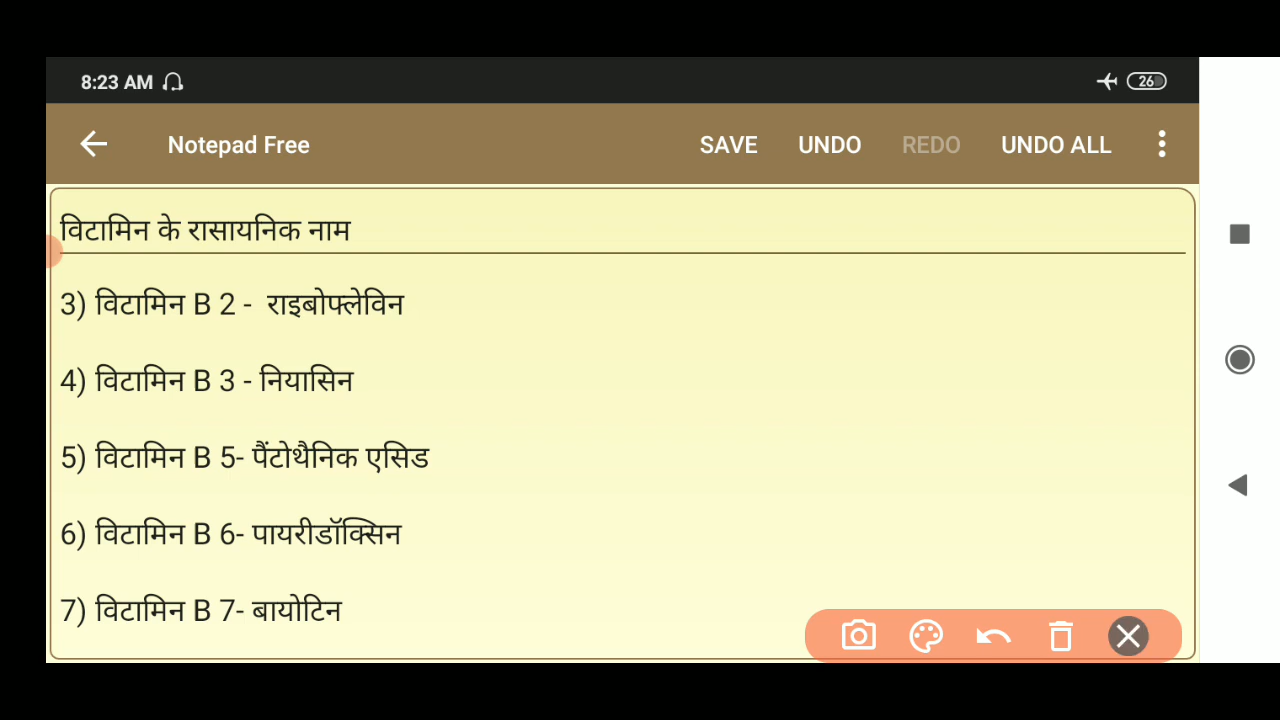 8:23 AM 26
Notepad Free SAVE UNDO REDO UNDO ALL
विटामिन के रासायनिक नाम
3) विटामिन B 2 - राइबोफ्लेविन
4) विटामिन B 3 - नियासिन
5) विटामिन B 5- पैंटोथैनिक एसिड
6) विटामिन B 6- पायरीडॉक्सिन
7) विटामिन B 7- बायोटिन